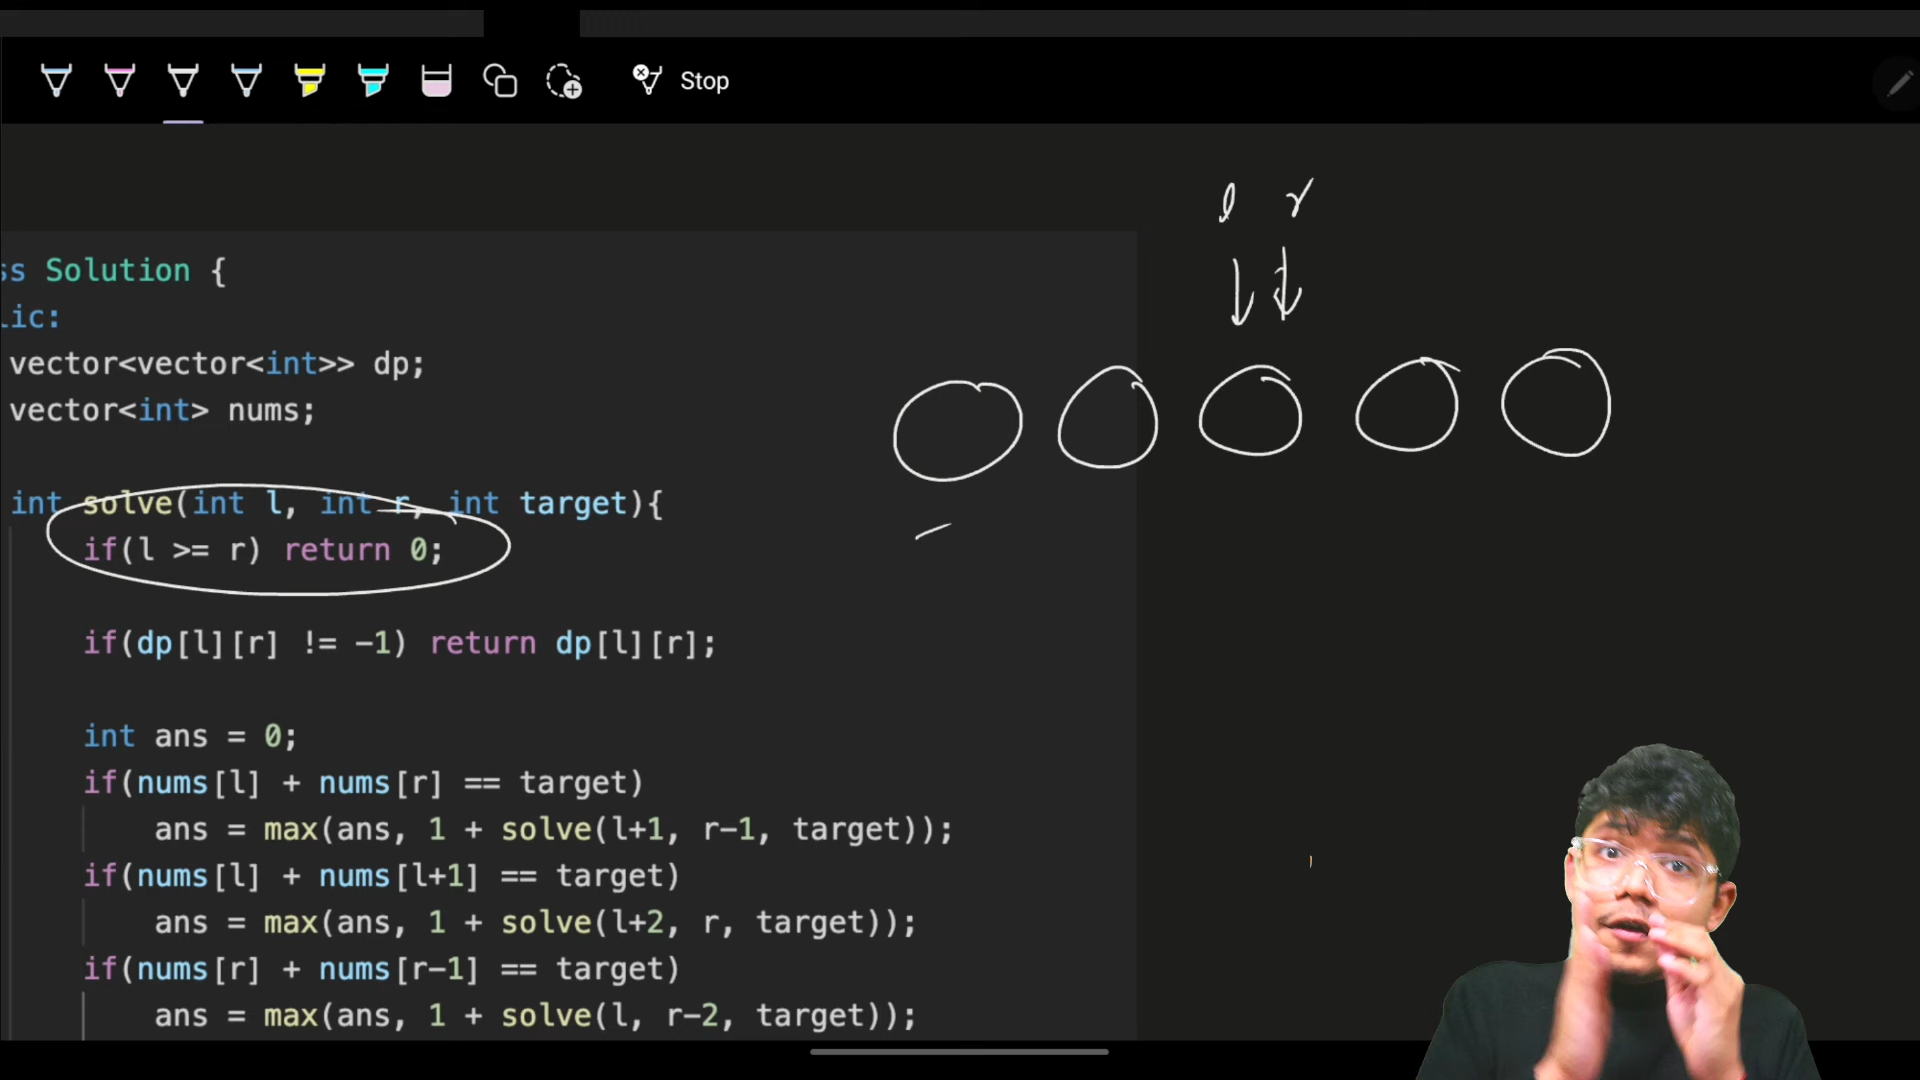 Stop
l r
ss Solution {
lic:
vector<vector<int>> dp;
vector<int> nums;
int solve(int l, int r, int target){
if(l >= r) return 0;
if(dp[l][r] != -1) return dp[l][r];
int ans = 0;
if(nums[l] + nums[r] == target)
ans = max(ans, 1 + solve(l+1, r-1, target));
if(nums[l] + nums[l+1] == target)
ans = max(ans, 1 + solve(l+2, r, target));
if(nums[r] + nums[r-1] == target)
ans = max(ans, 1 + solve(l, r-2, target));